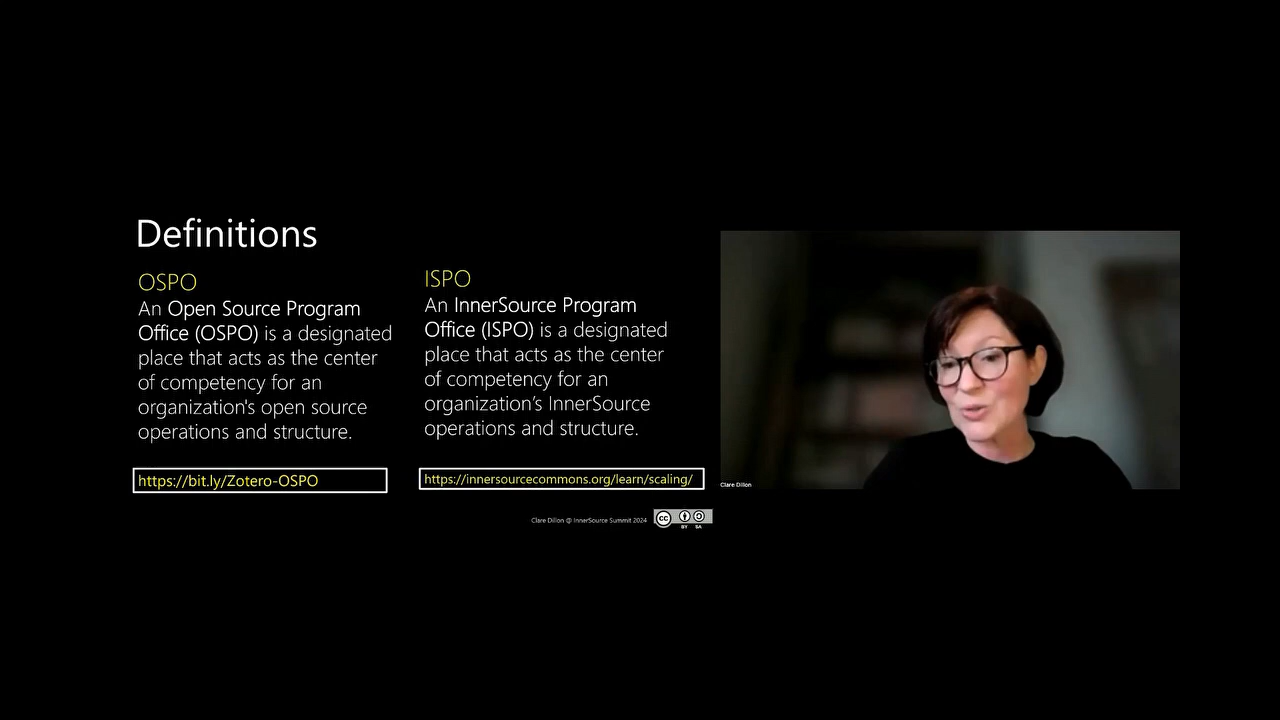 Definitions
OSPO
An Open Source Program
Office (OSPO) is a designated
place that acts as the center
of competency for an
organization's open source
operations and structure.
https://bit.ly/Zotero-OSPO
ISPO
An InnerSource Program
Office (ISPO) is a designated
place that acts as the center
of competency for an
organization’s InnerSource
operations and structure.
https://innersourcecommons.org/learn/scaling/
Clare Dillon
Clare Dillon @ InnerSource Summit 2024
cc
BY SA